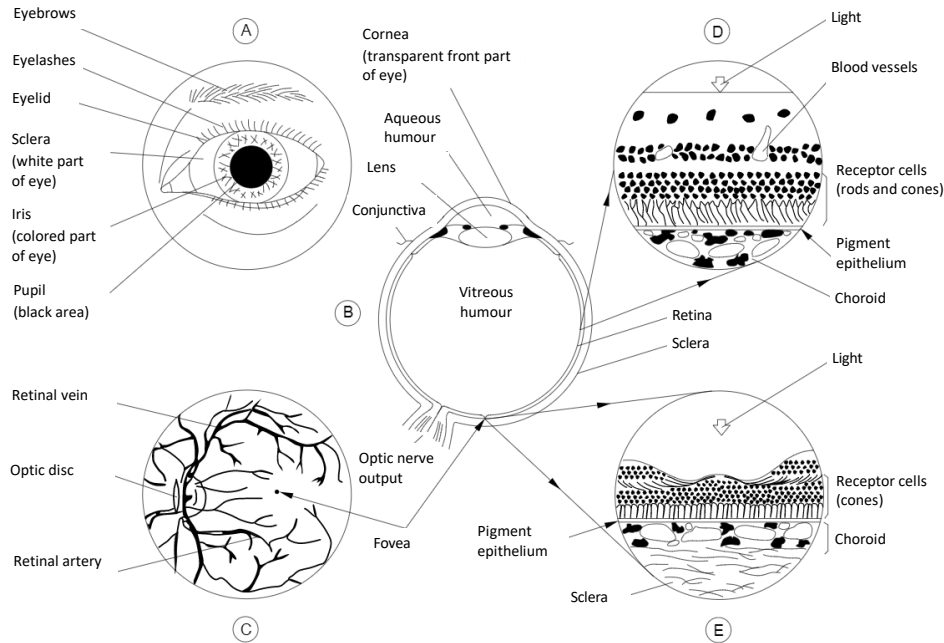 Eyebrows
A
Eyelashes
Eyelid
Sclera
(white part
of eye)
Iris
(colored part
of eye)
Pupil
(black area)
Cornea
(transparent front part
of eye)
Aqueous
humour
Lens
Conjunctiva
B
Vitreous
humour
Retina
Sclera
Optic nerve
output
Fovea
D
Light
Blood vessels
Receptor cells
(rods and cones)
Pigment
epithelium
Choroid
Retinal vein
Optic disc
Retinal artery
C
Light
Receptor cells
(cones)
Choroid
Pigment
epithelium
Sclera
E